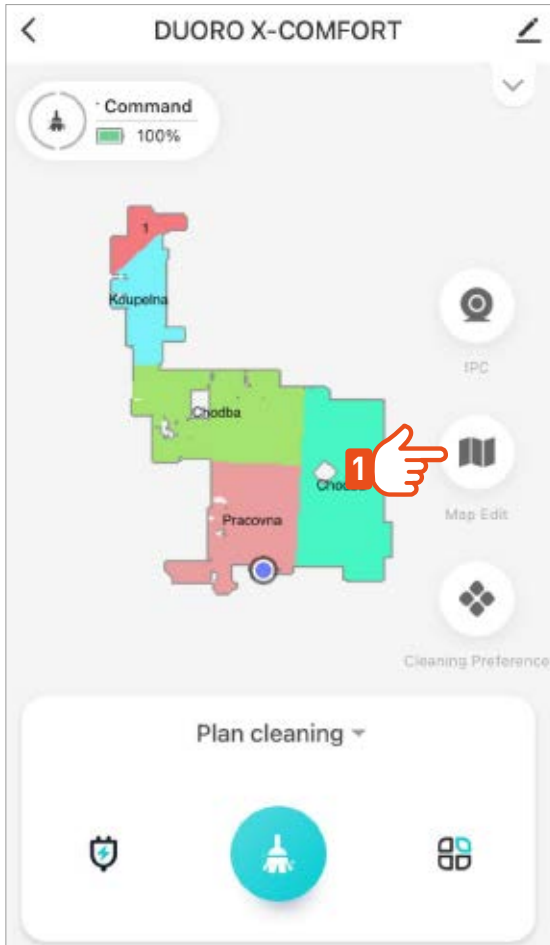 DUORO X-COMFORT
Command
100%
1
Koupelna
IPC
Chodba
1
Map Edit
Pracovna
Cleaning Preference
Plan cleaning